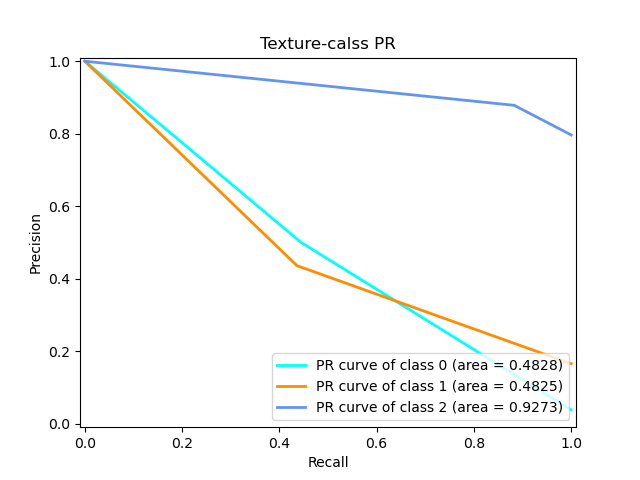 Texture-calss PR
1.0
0.8
0.6
0.4
0.2
0.0
Precision
PR curve of class 0 (area = 0.4828)
PR curve of class 1 (area = 0.4825)
PR curve of class 2 (area = 0.9273)
0.0 0.2 0.4 0.6 0.8 1.0
Recall